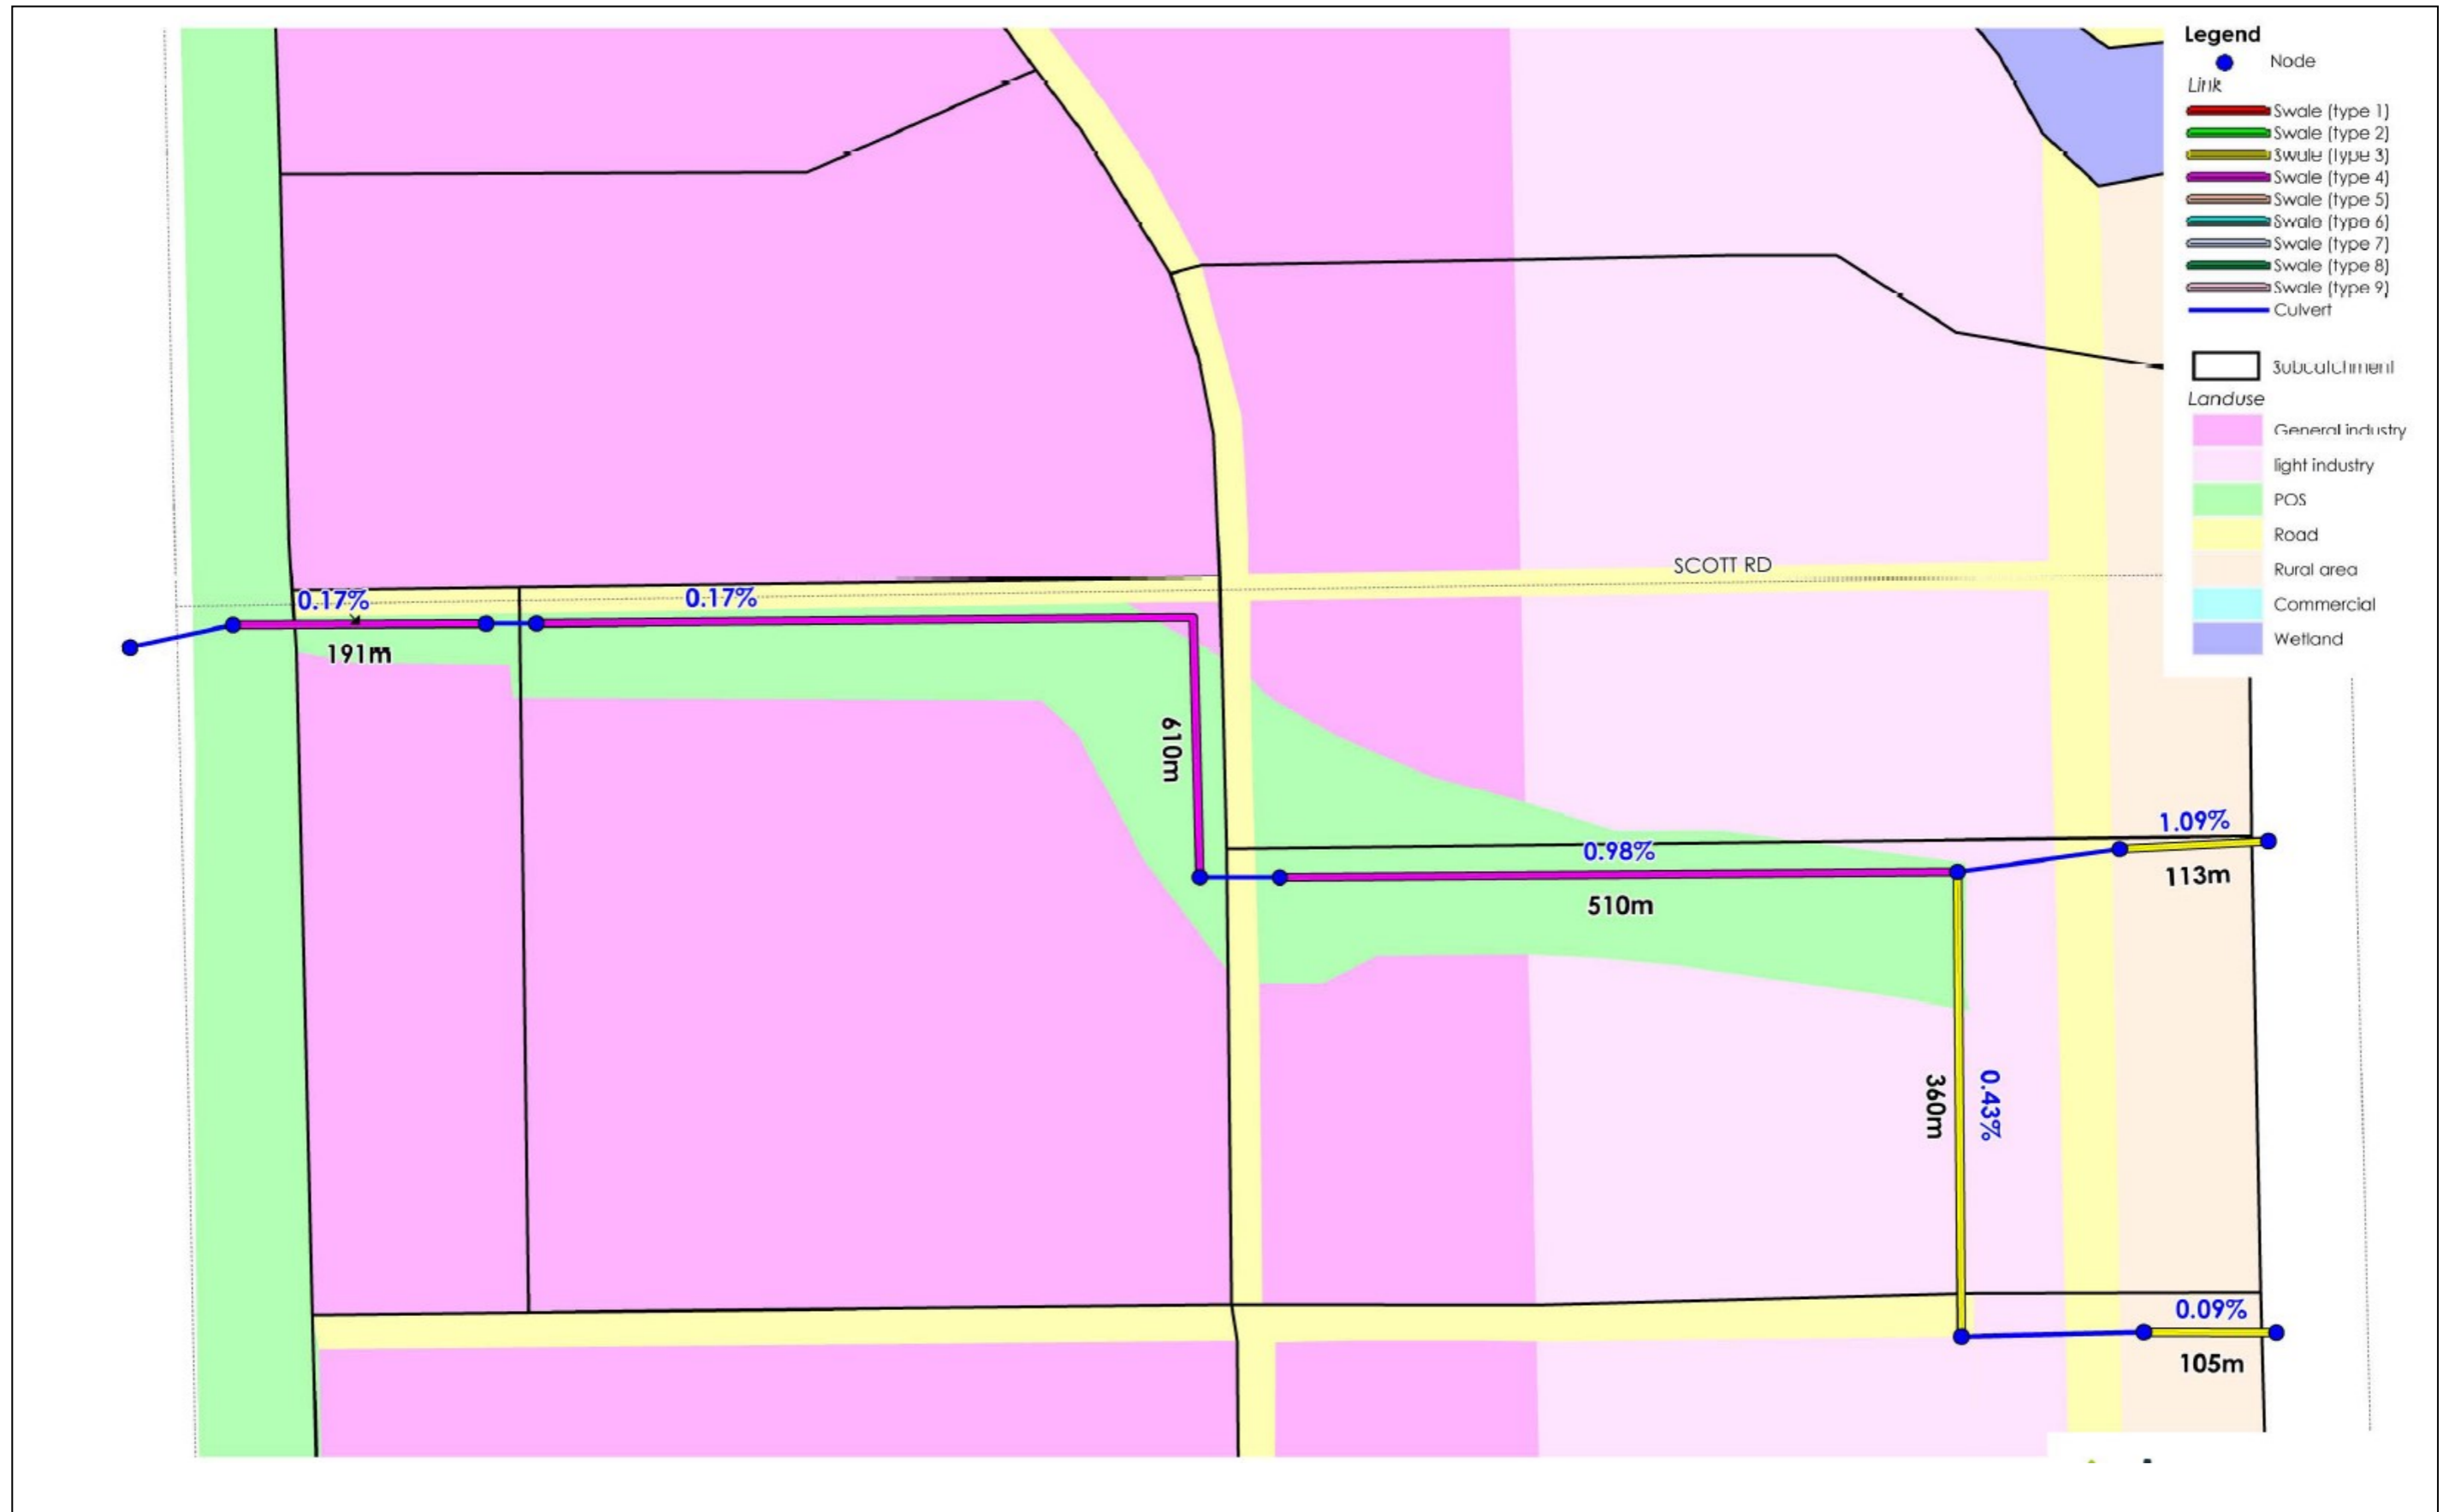 Legend
Node
Link
Swale (type 1)
Swale (type 2)
Swale (type 3)
Swale (type 4)
Swale (type 5)
Swale (type 6)
Swale (type 7)
Swale (type 8)
Swale (type 9)
Culvert
Subcatchment
Landuse
General industry
light industry
POS
Road
Rural area
Commercial
Wetland
SCOTT RD
0.17%
0.17%
191m
610m
1.09%
0.98%
113m
510m
360m
0.43%
0.09%
105m